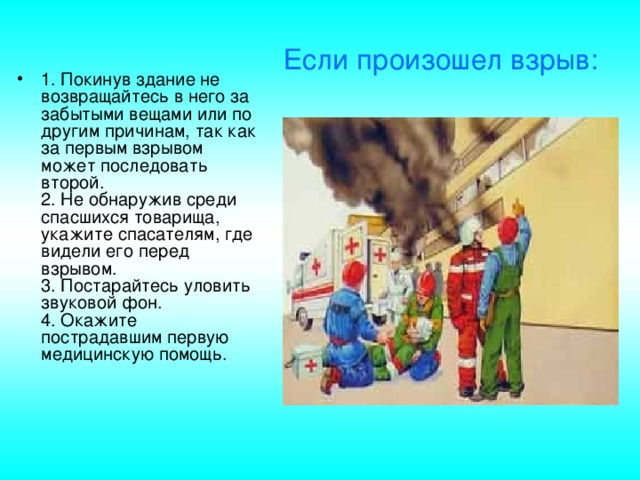 Если произошел взрыв:
• 1. Покинув здание не
возвращайтесь в него за
забытыми вещами или по
другим причинам, так как
за первым взрывом
может последовать
второй.
2. Не обнаружив среди
спасшихся товарища,
укажите спасателям, где
видели его перед
взрывом.
3. Постарайтесь уловить
звуковой фон.
4. Окажите
пострадавшим первую
медицинскую помощь.